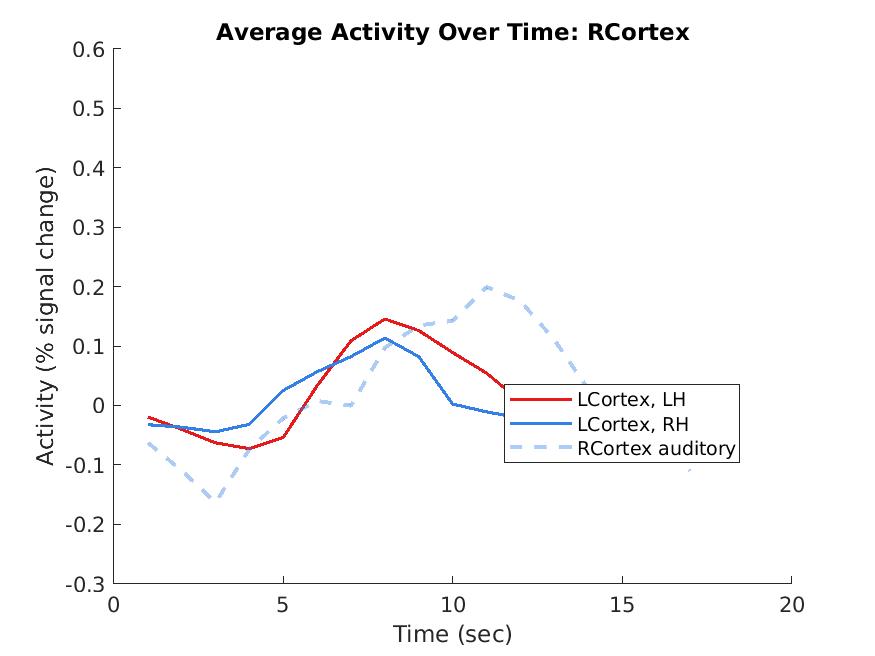 Average Activity Over Time: RCortex
0.6
0.5
0.4
0.3
0.2
0.1
0
-0.1
-0.2
-0.3
Activity (% signal change)
LCortex, LH
LCortex, RH
RCortex auditory
0 5 10 15 20
Time (sec)